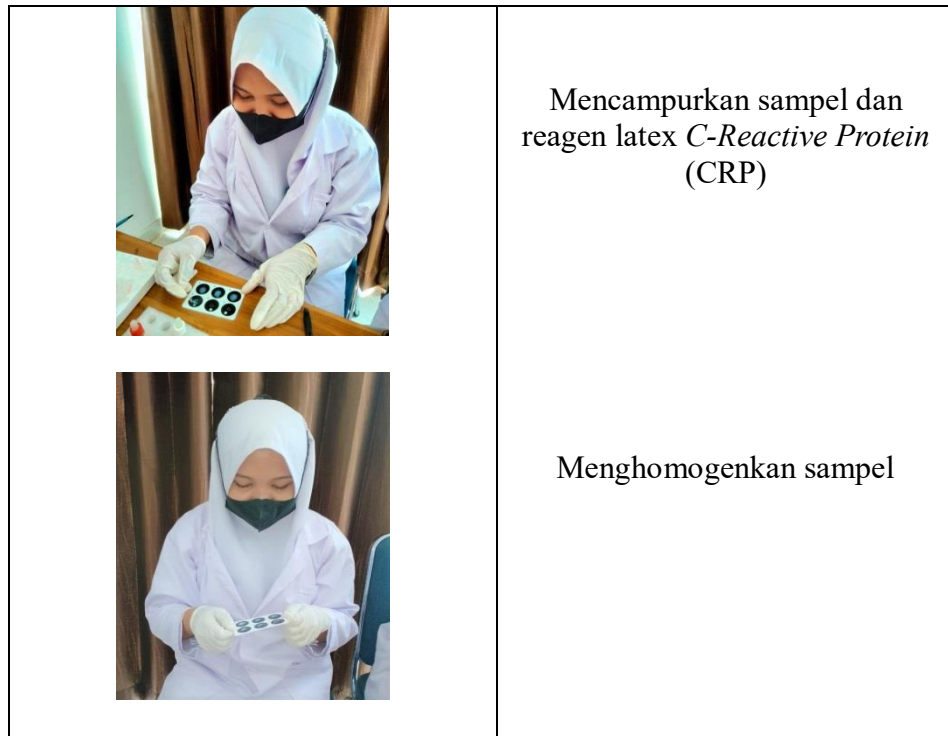 Mencampurkan sampel dan
reagen latex C-Reactive Protein
(CRP)
Menghomogenkan sampel